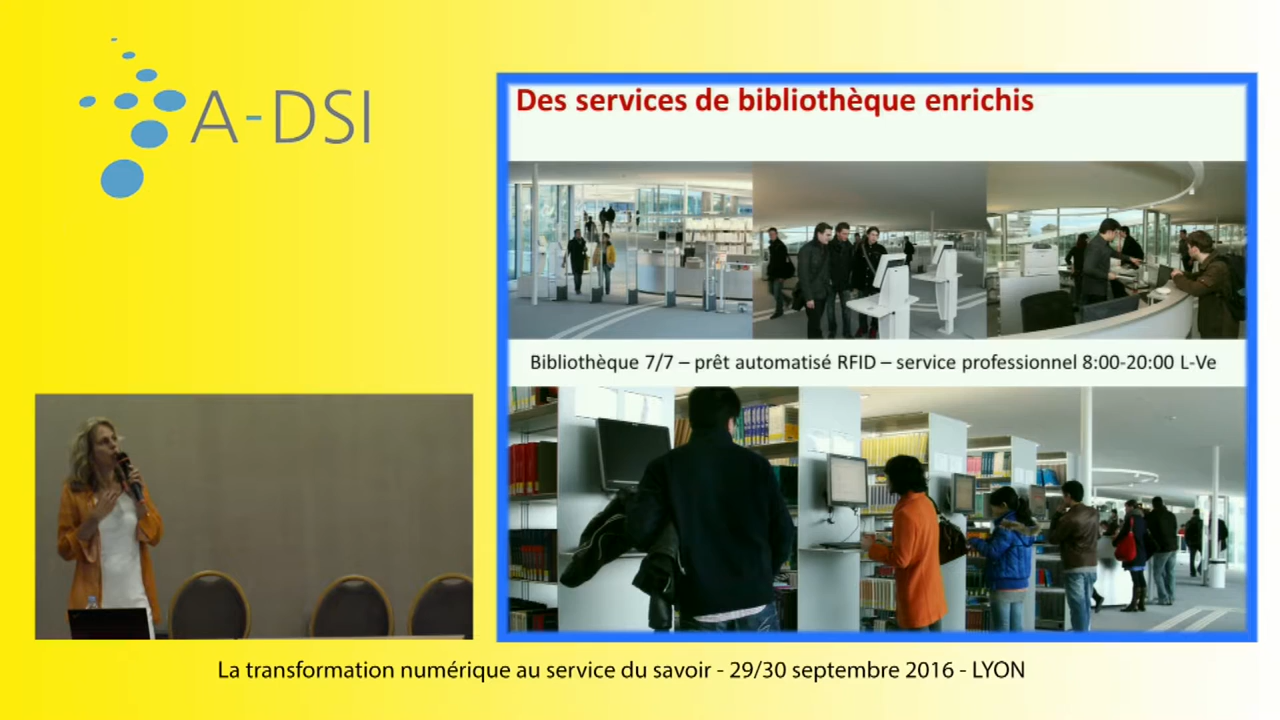 A-DSI
Des services de bibliothèque enrichis
Bibliothèque 7/7 – prêt automatisé RFID – service professionnel 8:00-20:00 L-Ve
La transformation numérique au service du savoir - 29/30 septembre 2016 - LYON